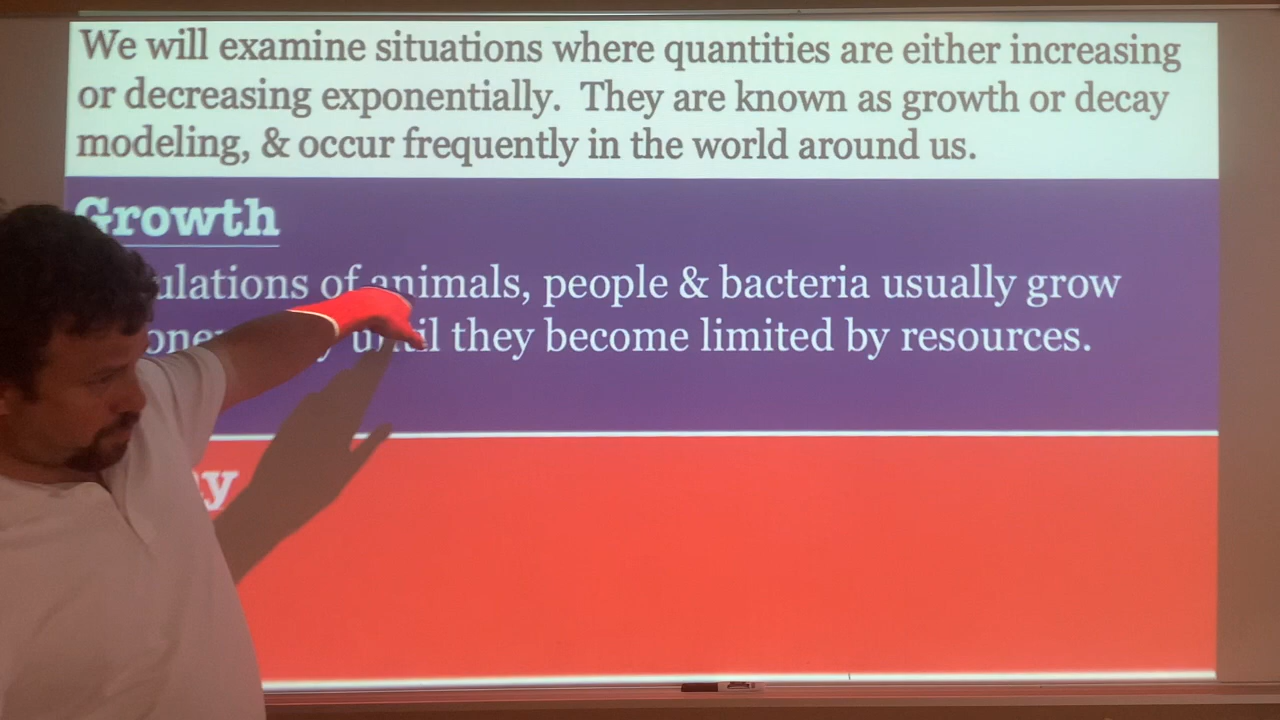 We will examine situations where quantities are either increasing
or decreasing exponentially. They are known as growth or decay
modeling, & occur frequently in the world around us.
Growth
of animals, people & bacteria usually grow
until they become limited by resources.